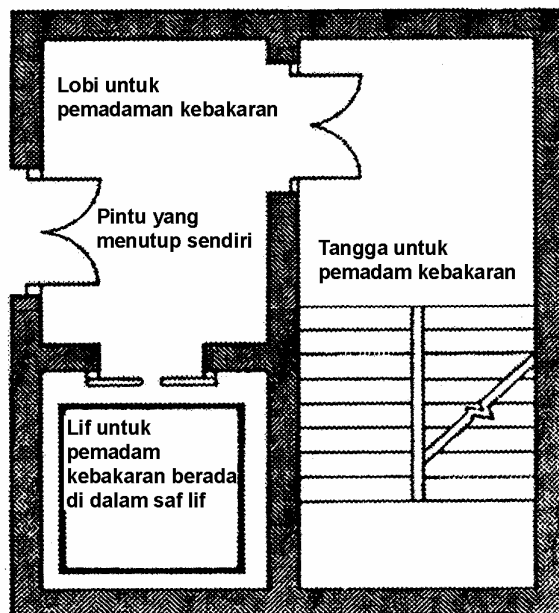 Lobi untuk
pemadaman kebakaran
Pintu yang
menutup sendiri
Tangga untuk
pemadam kebakaran
Lif untuk
pemadam
kebakaran berada
di dalam saf lif